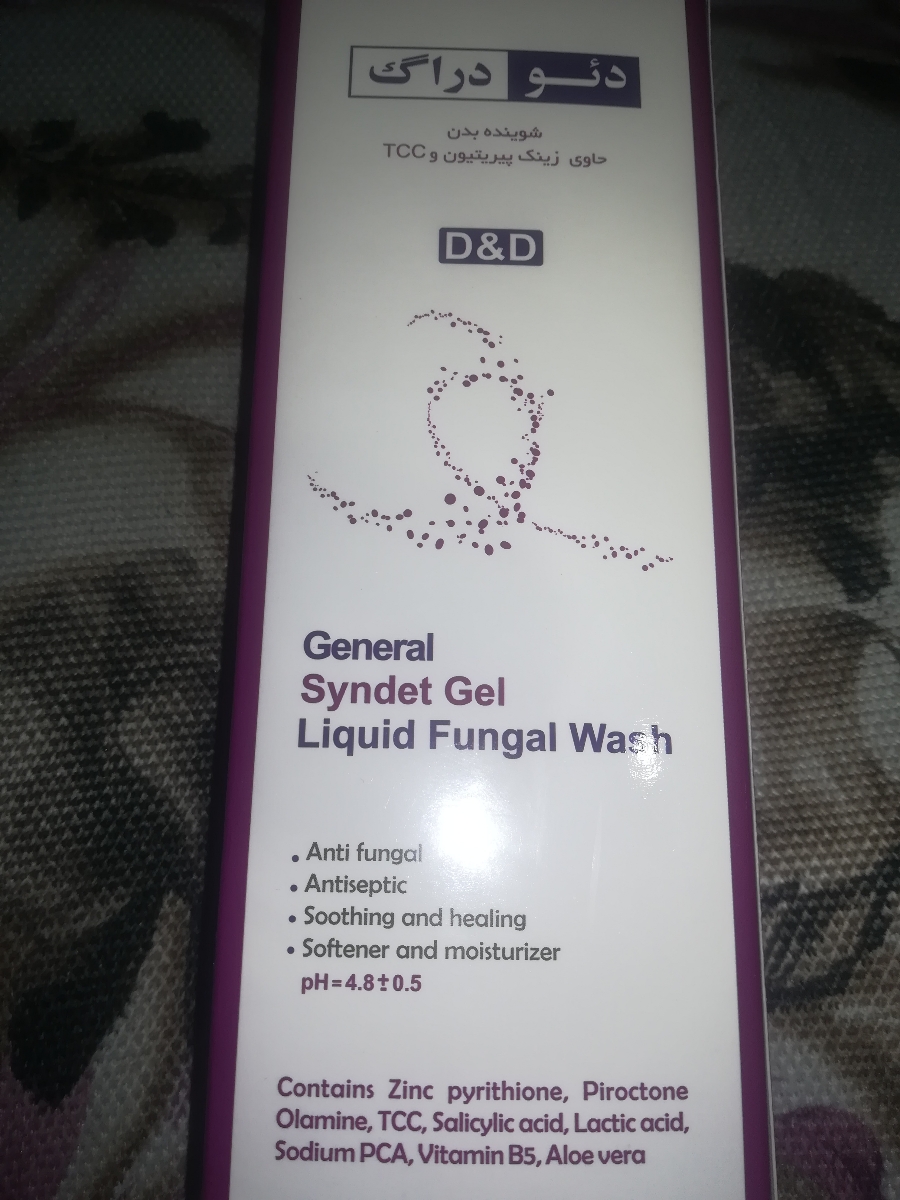 دئو دراگ
شوینده بدن
حاوی زینک پیریتیون و TCC
D&D
General
Syndet Gel
Liquid Fungal Wash
• Anti fungal
• Antiseptic
• Soothing and healing
• Softener and moisturizer
pH=4.8±0.5
Contains Zinc pyrithione, Piroctone
Olamine, TCC, Salicylic acid, Lactic acid,
Sodium PCA, Vitamin B5, Aloe vera